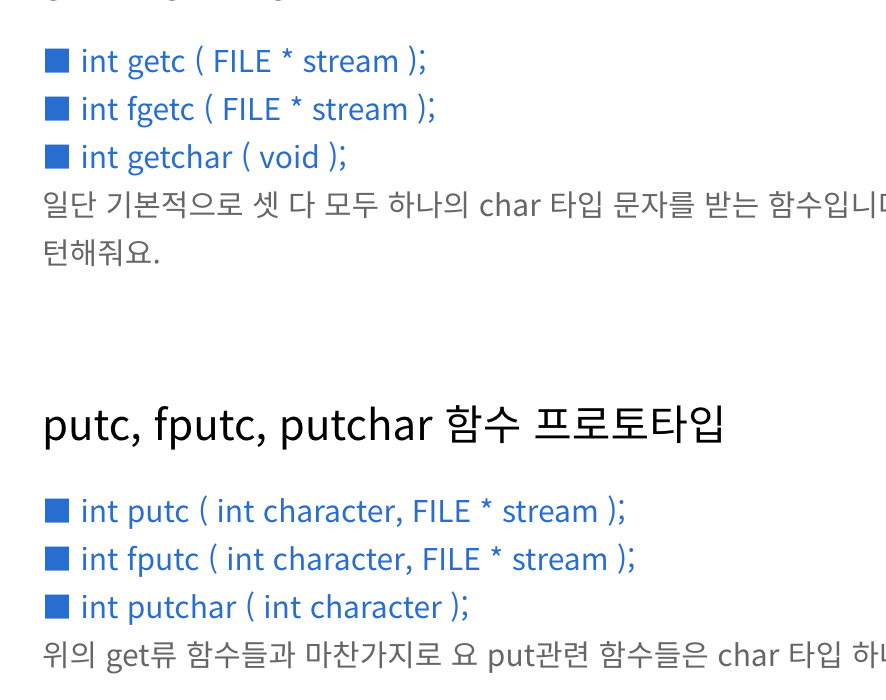 ■ int getc ( FILE * stream );
■ int fgetc ( FILE * stream );
■ int getchar ( void );
일단 기본적으로 셋 다 모두 하나의 char 타입 문자를 받는 함수입니
턴해줘요.
putc, fputc, putchar 함수 프로토타입
■ int putc ( int character, FILE * stream );
■ int fputc ( int character, FILE * stream );
■ int putchar ( int character );
위의 get류 함수들과 마찬가지로 요 put관련 함수들은 char 타입